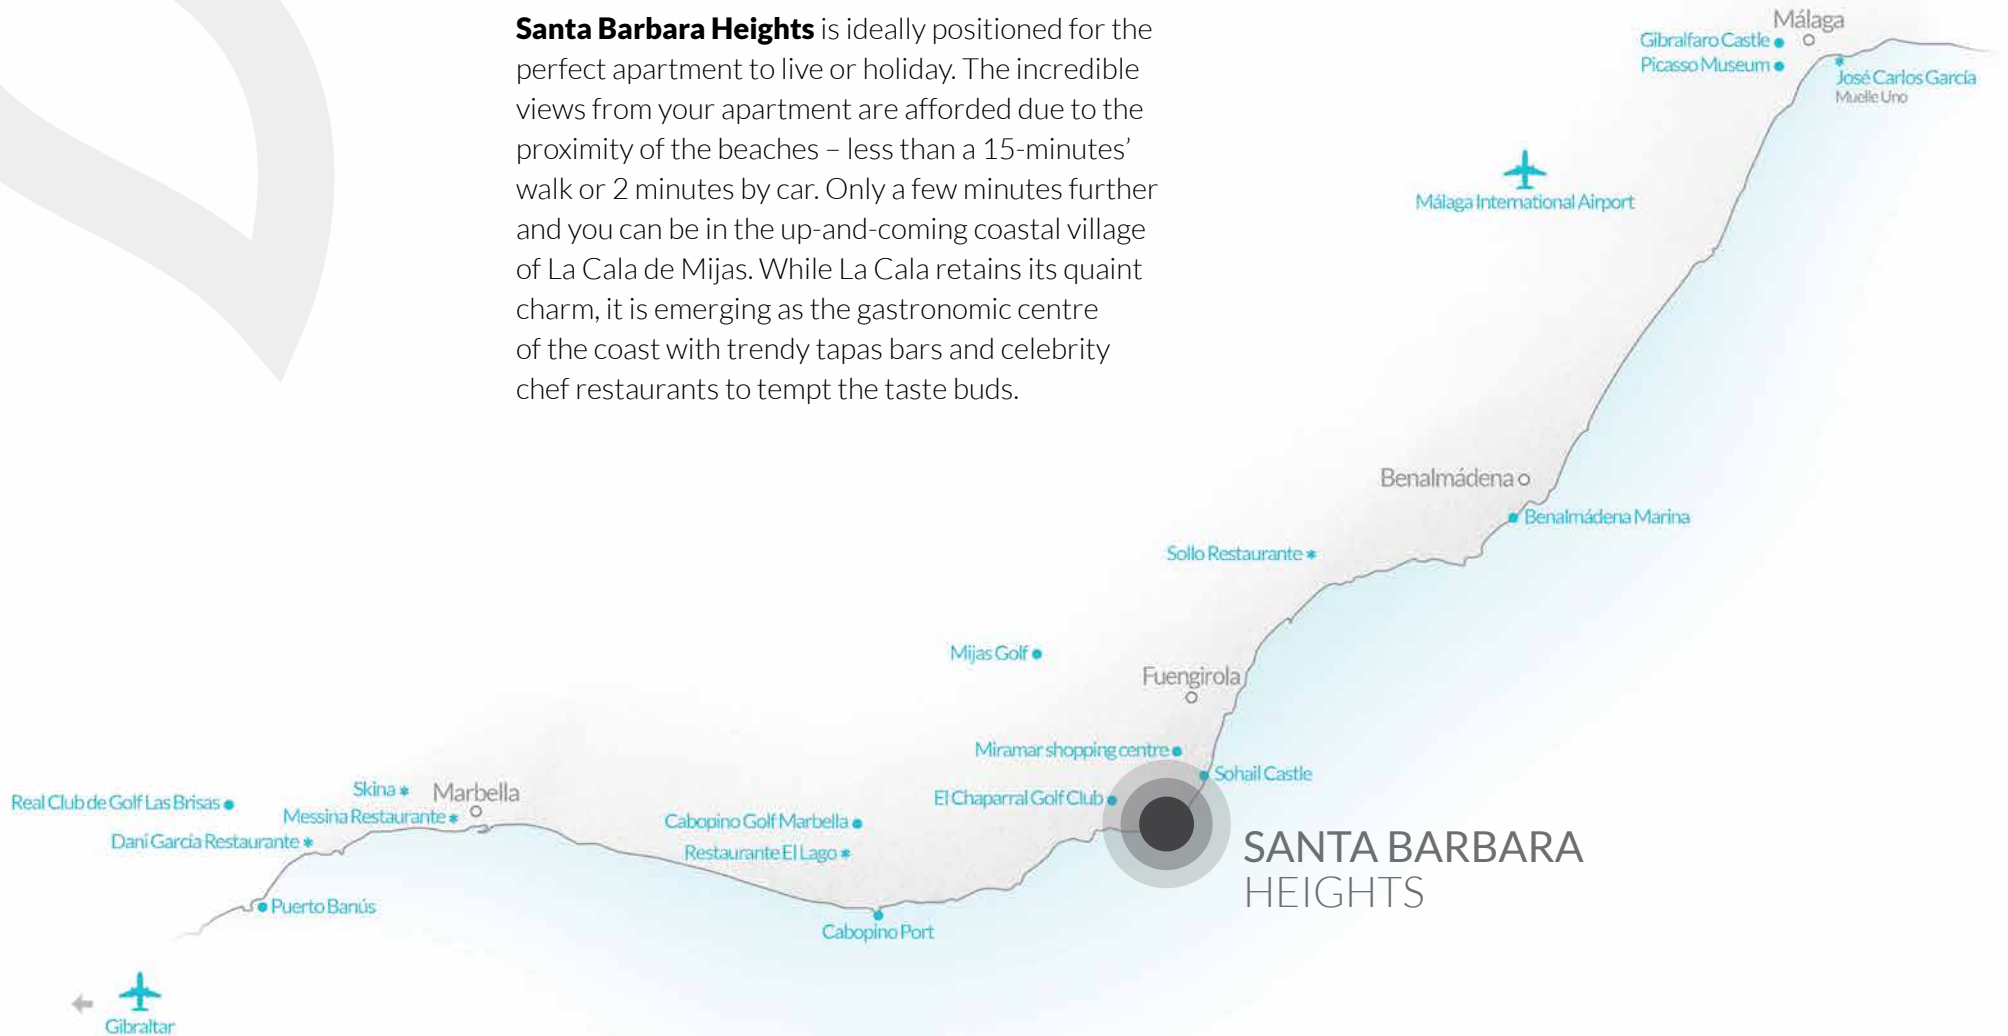 Santa Barbara Heights is ideally positioned for the
perfect apartment to live or holiday. The incredible
views from your apartment are afforded due to the
proximity of the beaches – less than a 15-minutes’
walk or 2 minutes by car. Only a few minutes further
and you can be in the up-and-coming coastal village
of La Cala de Mijas. While La Cala retains its quaint
charm, it is emerging as the gastronomic centre
of the coast with trendy tapas bars and celebrity
chef restaurants to tempt the taste buds.
Málaga
Gibralfaro Castle
Picasso Museum
José Carlos García
Muelle Uno
Málaga International Airport
Benalmádena
Benalmádena Marina
Sollo Restaurante *
Mijas Golf
Fuengirola
Miramar shopping centre
Sohail Castle
El Chaparral Golf Club
SANTA BARBARA
HEIGHTS
Skina *
Marbella
Real Club de Golf Las Brisas
Messina Restaurante *
Dani García Restaurante *
Cabopino Golf Marbella
Restaurante El Lago *
Puerto Banús
Cabopino Port
Gibraltar